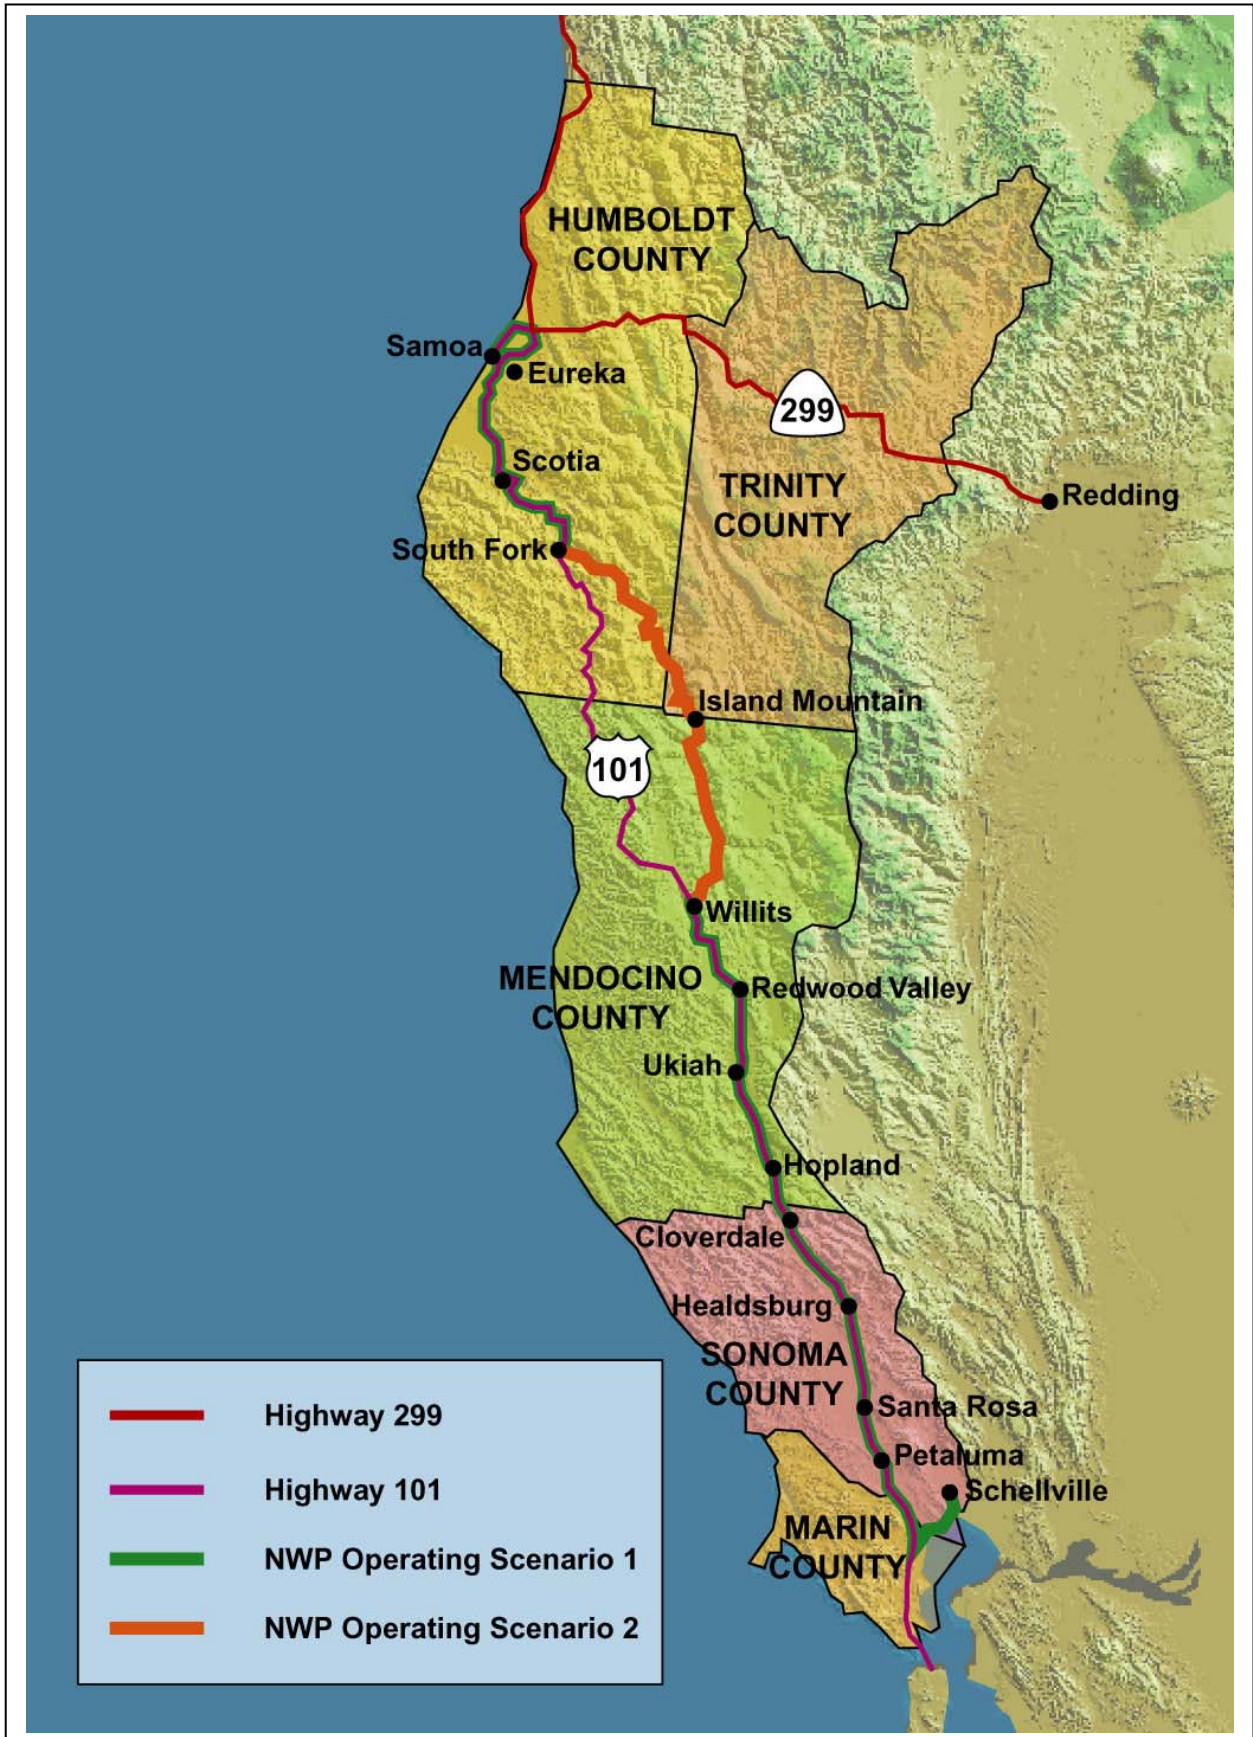 HUMBOLDT
COUNTY
Samoa
Eureka
299
Scotia
TRINITY
COUNTY
Redding
South Fork
Island Mountain
101
Willits
MENDOCINO
COUNTY
Redwood Valley
Ukiah
Hopland
Cloverdale
Healdsburg
SONOMA
COUNTY
Santa Rosa
Petaluma
Schellville
MARIN
COUNTY
Highway 299
Highway 101
NWP Operating Scenario 1
NWP Operating Scenario 2